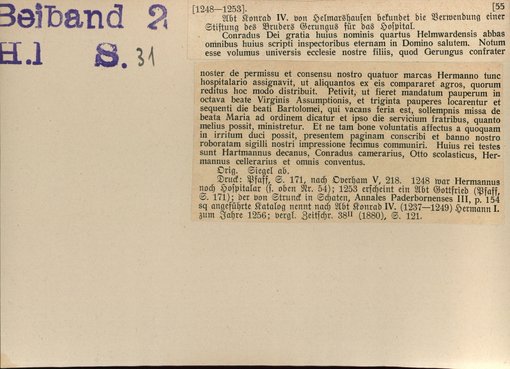 Beiband 2
H.1 S. 31
[1248—1253]. [55
Abt Konrad IV. von Helmarshausen bekundet die Verwendung einer
Stiftung des Bruders Gerungus für das Hospital.
Conradus Dei gratia huius nominis quartus Helmwardensis abbas
omnibus huius scripti inspectoribus eternam in Domino salutem. Notum
esse volumus universis ecclesie nostre filiis, quod Gerungus confrater
noster de permissu et consensu nostro quatuor marcas Hermanno tunc
hospitalario assignavit, ut aliquantos ex eis compararet agros, quorum
reditus hoc modo distribuit. Petivit, ut fieret mandatum pauperum in
octava beate Virginis Assumptionis, et triginta pauperes locarentur et
sequenti die beati Bartolomei, qui vacans feria est, sollempnis missa de
beata Maria ad ordinem dicatur et ipso die servicium fratribus, quanto
melius possit, ministretur. Et ne tam bone voluntatis affectus a quoquam
in irritum duci possit, presentem paginam conscribi et banno nostro
roboratam sigilli nostri impressione fecimus communiri. Huius rei testes
sunt Hartmannus decanus, Conradus camerarius, Otto scolasticus, Her-
mannus cellerarius et omnis conventus.
Orig. Siegel ab.
Druck: Pfaff, S. 171, nach Overham V, 218. 1248 war Hermannus
noch Hospitalar (s. oben Nr. 54); 1253 erscheint ein Abt Gottfried (Pfaff,
S. 171); der von Strunck in Schaten, Annales Paderbornenses III, p. 154
sq angeführte Katalog nennt nach Abt Konrad IV. (1237—1249) Hermann I.
zum Jahre 1256; vergl. Zeitschr. 38II (1880), S. 121.